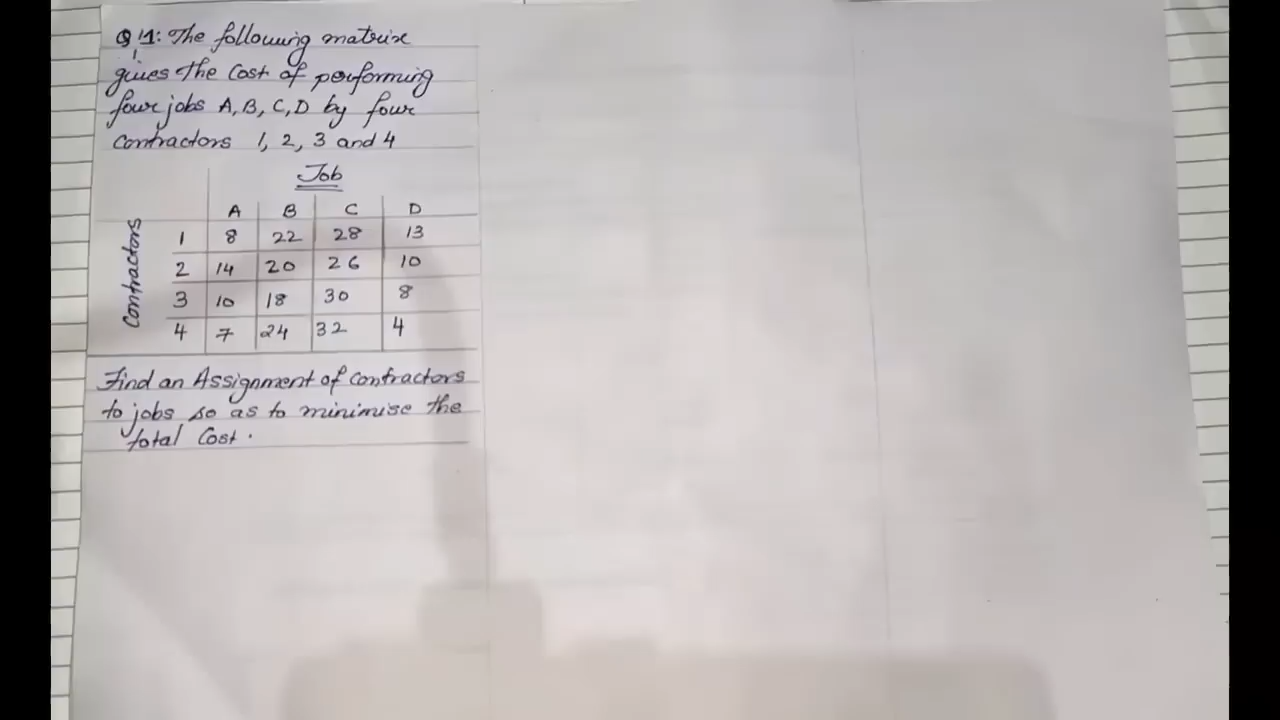 Q 1: The following matrix
gives the Cost of performing
four jobs A, B, C, D by four
contractors 1, 2, 3 and 4
Job
A B C D
Contractors
1 8 22 28 13
2 14 20 26 10
3 10 18 30 8
4 7 24 32 4
Find an Assignment of contractors
to jobs so as to minimise the
total Cost.